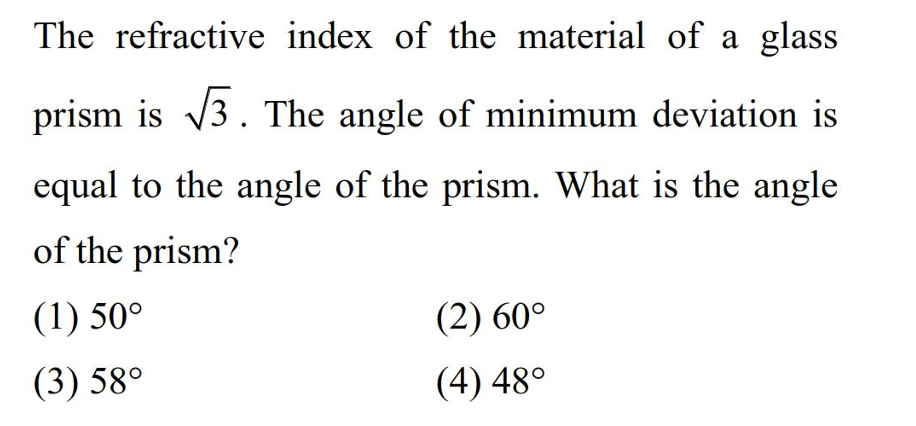 The refractive index of the material of a glass
prism is √3. The angle of minimum deviation is
equal to the angle of the prism. What is the angle
of the prism?
(1) 50° (2) 60°
(3) 58° (4) 48°